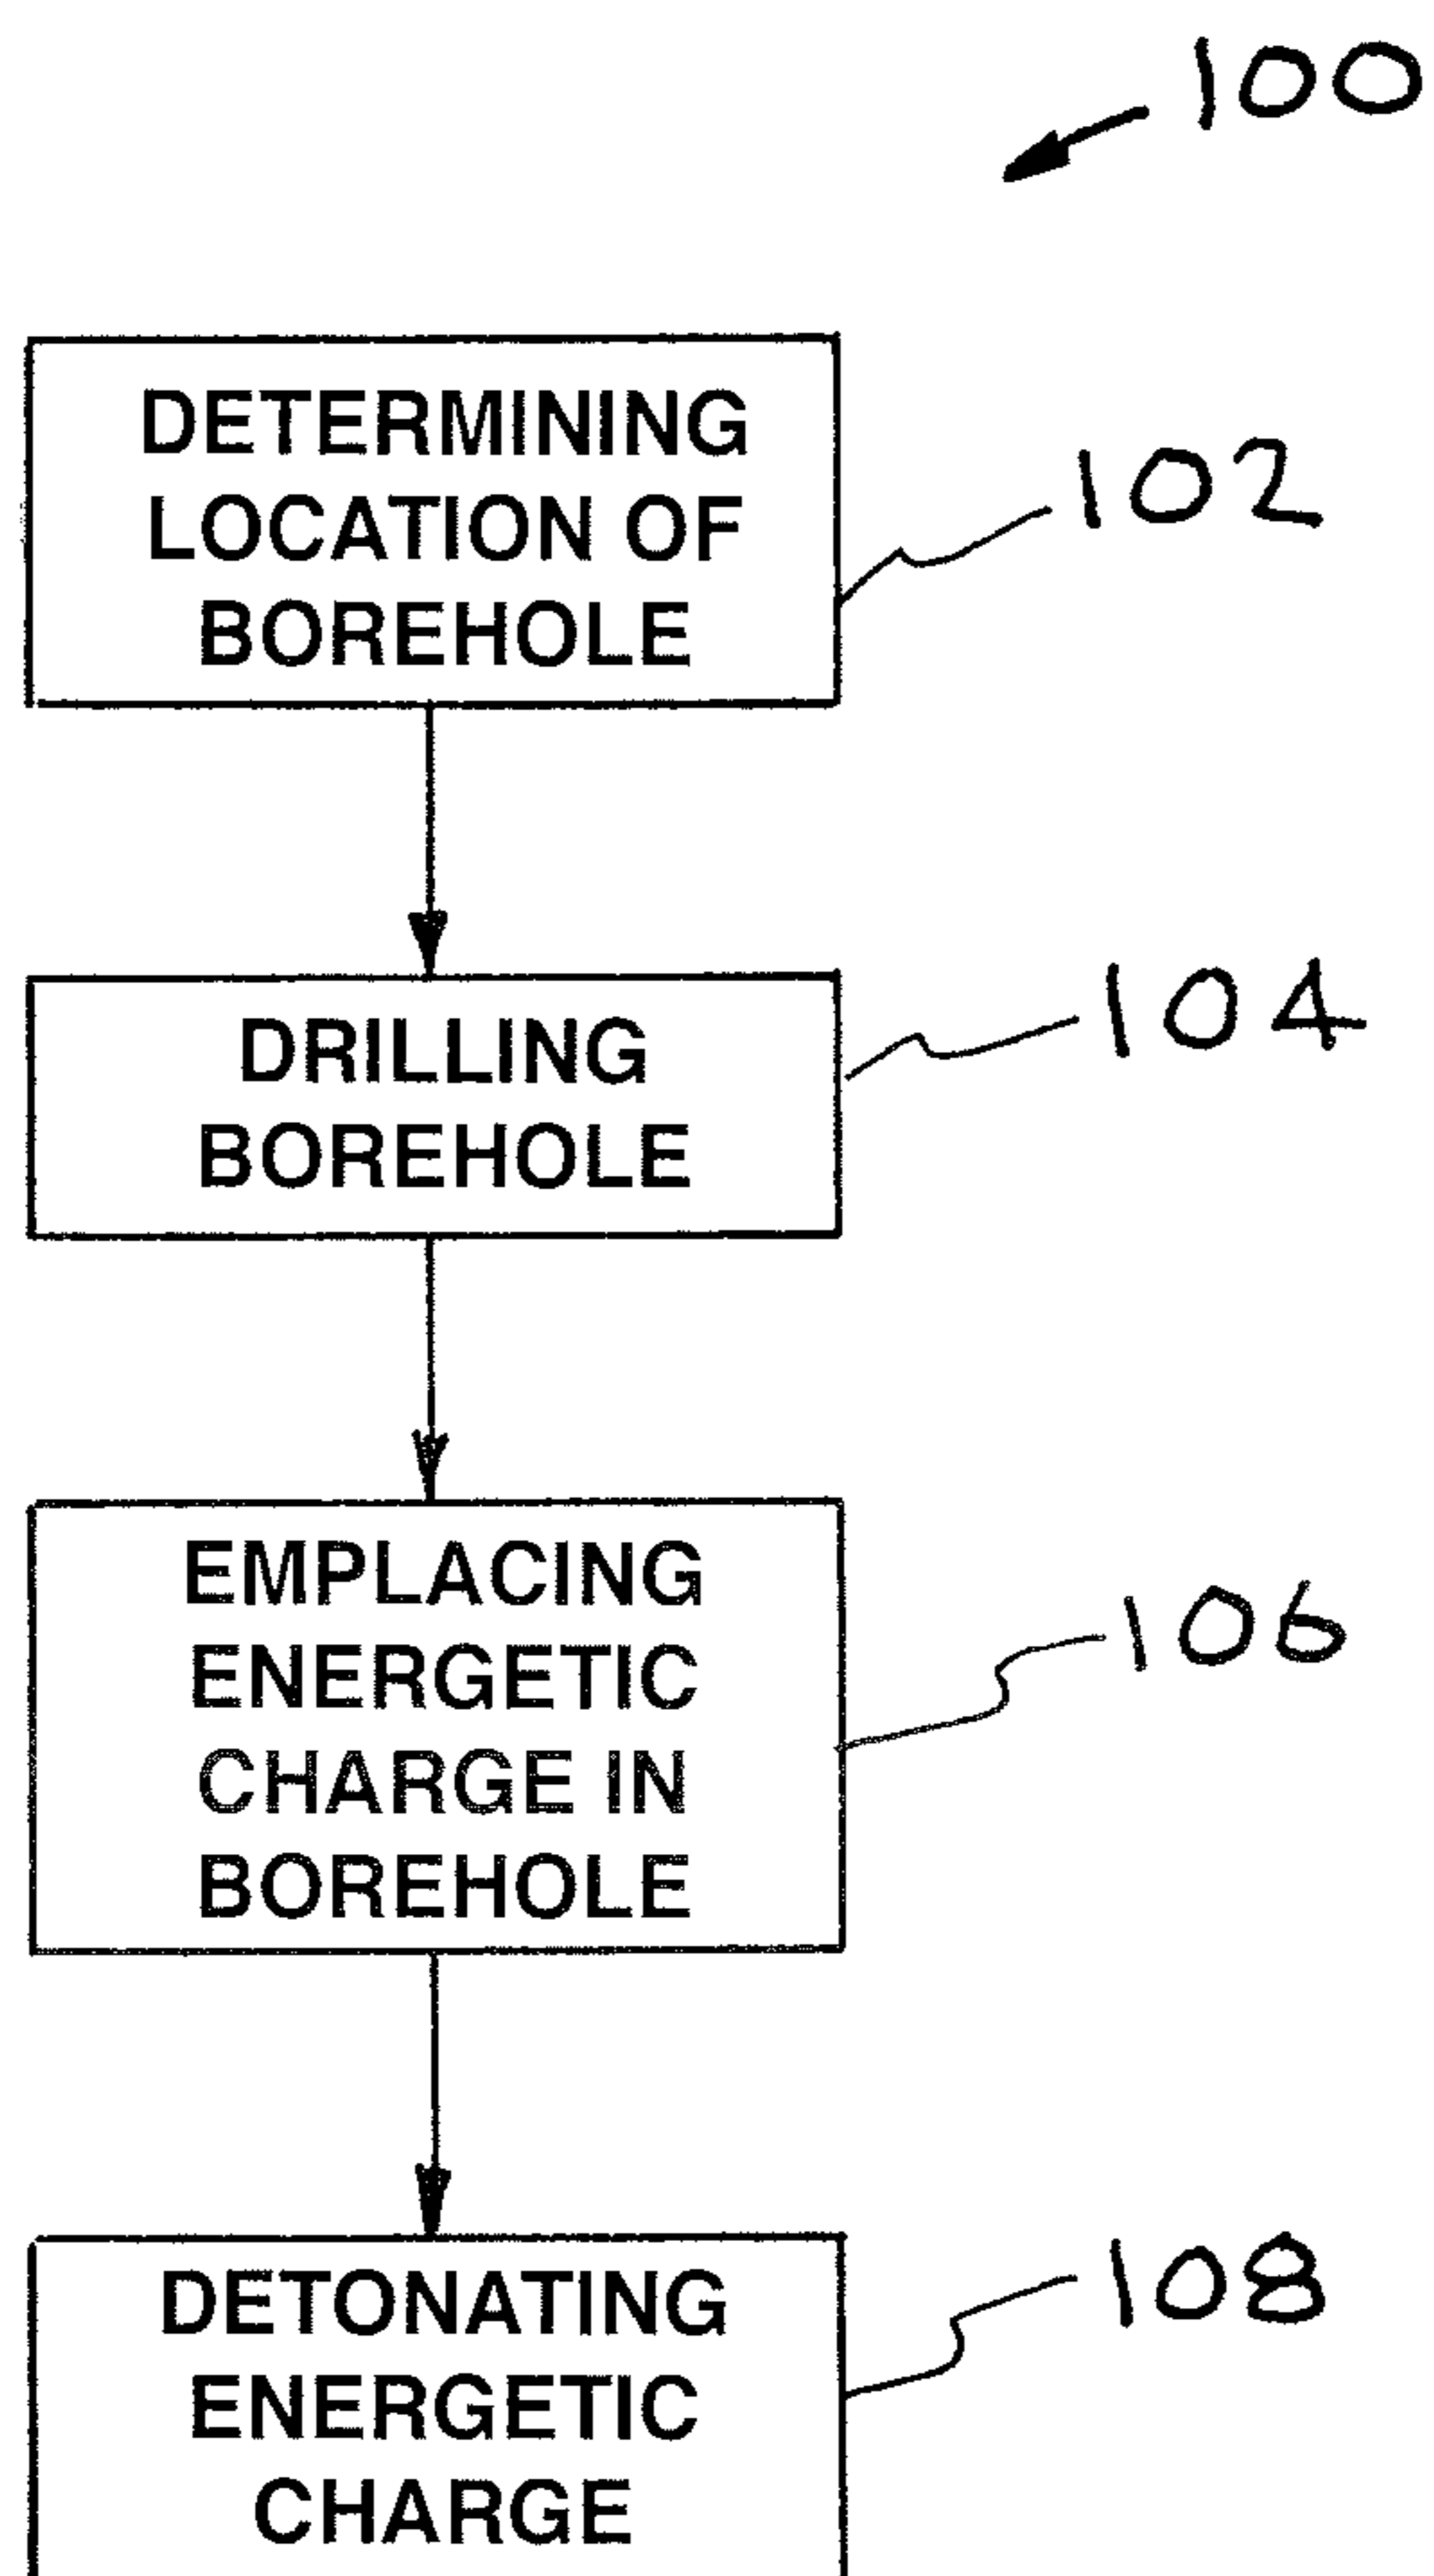 100
DETERMINING
LOCATION OF
BOREHOLE
102
DRILLING
BOREHOLE
104
EMPLACING
ENERGETIC
CHARGE IN
BOREHOLE
106
DETONATING
ENERGETIC
CHARGE
108